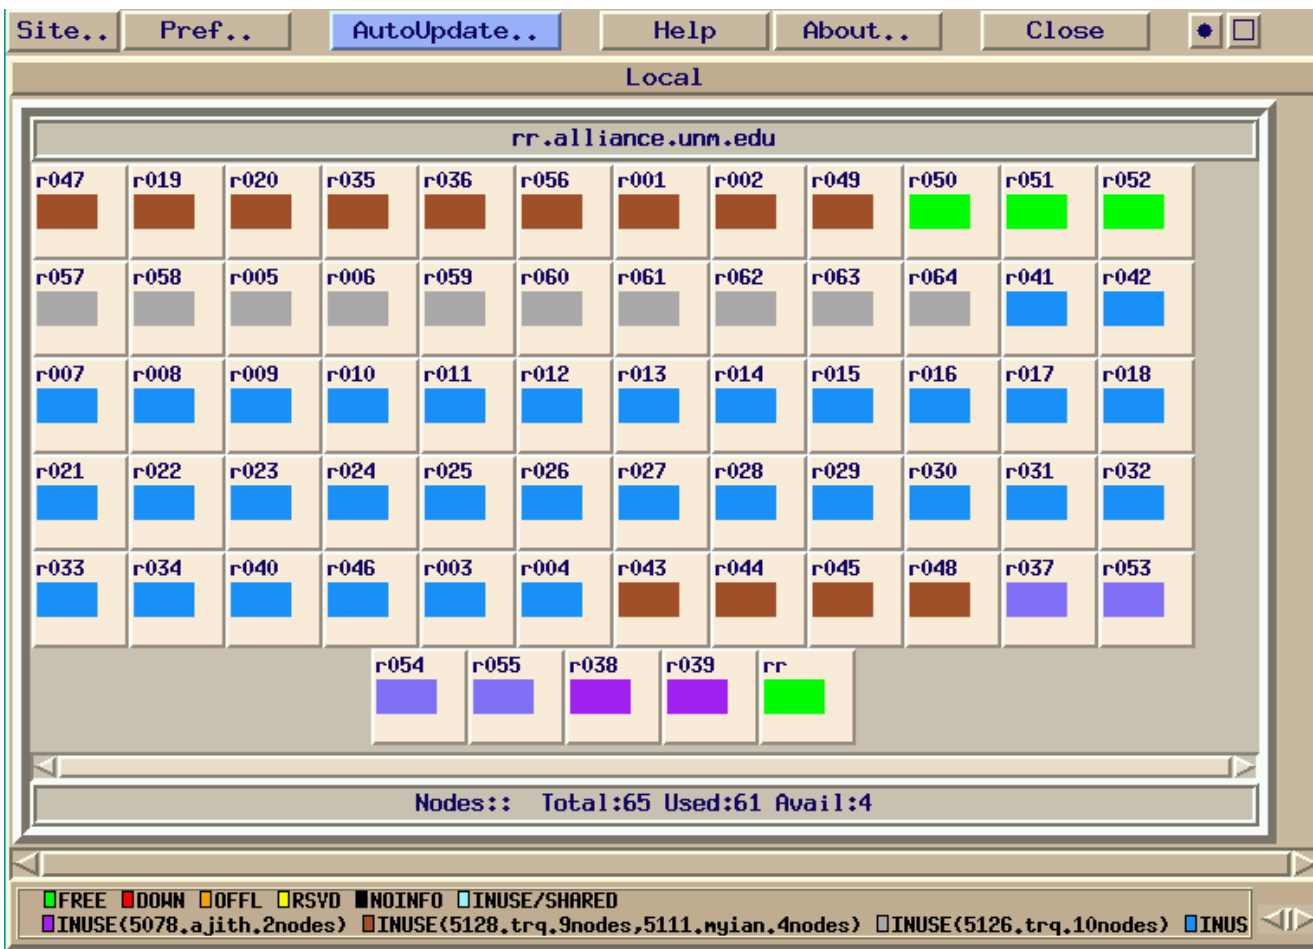 Site.. Pref.. AutoUpdate.. Help About.. Close
Local
rr.alliance.unm.edu
r047 r019 r020 r035 r036 r056 r001 r002 r049 r050 r051 r052
r057 r058 r005 r006 r059 r060 r061 r062 r063 r064 r041 r042
r007 r008 r009 r010 r011 r012 r013 r014 r015 r016 r017 r018
r021 r022 r023 r024 r025 r026 r027 r028 r029 r030 r031 r032
r033 r034 r040 r046 r003 r004 r043 r044 r045 r048 r037 r053
r054 r055 r038 r039 rr
Nodes:: Total:65 Used:61 Avail:4
FREE DOWN OFFL RSVD NOINFO INUSE/SHARED
INUSE(5078.ajith.2nodes) INUSE(5128.trq.9nodes,5111.myian.4nodes) INUSE(5126.trq.10nodes) INUS